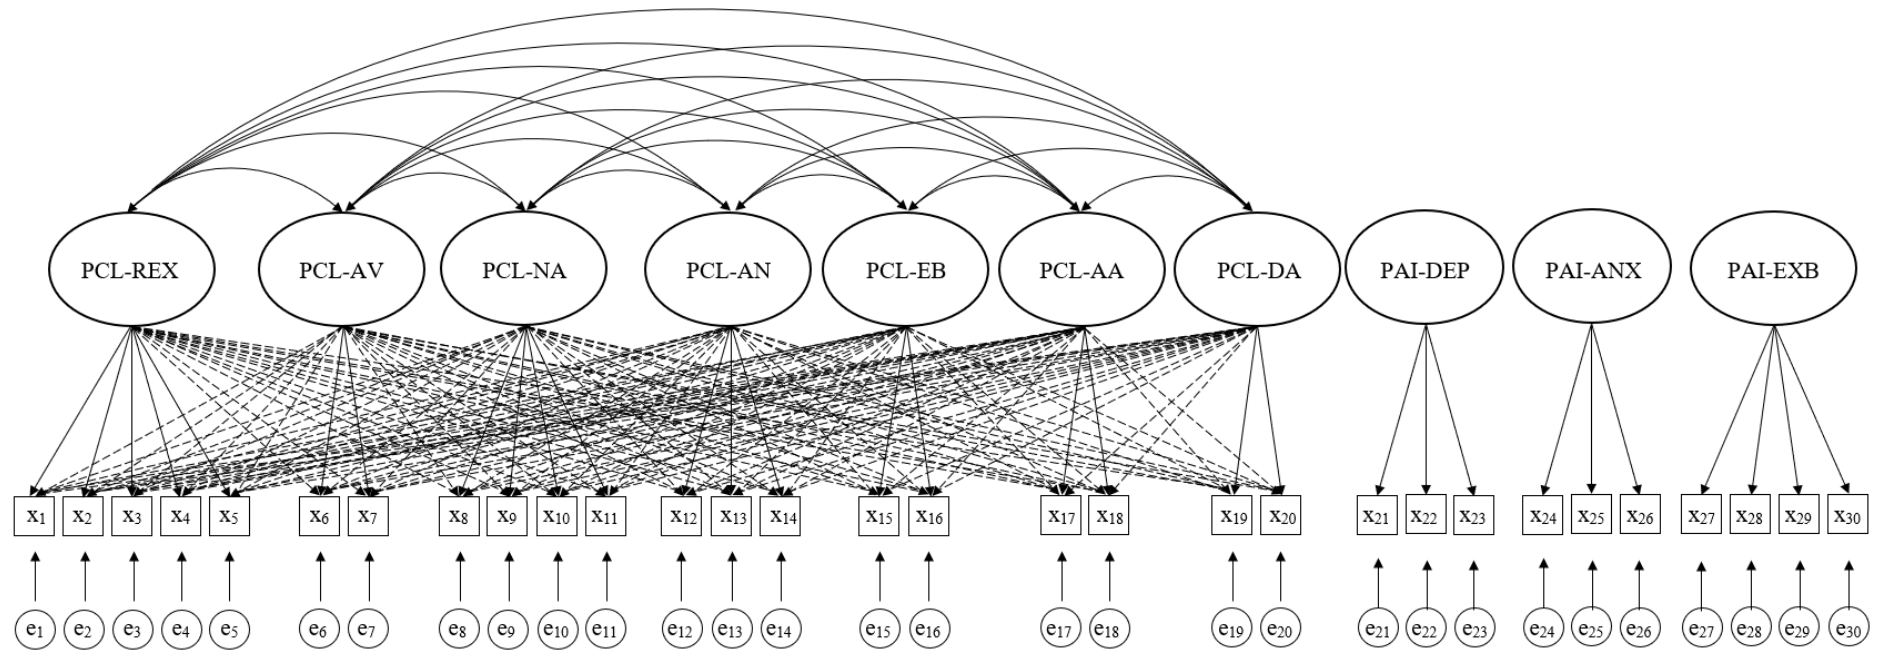 PCL-REX PCL-AV PCL-NA PCL-AN PCL-EB PCL-AA PCL-DA PAI-DEP PAI-ANX PAI-EXB
x1 x2 x3 x4 x5 x6 x7 x8 x9 x10 x11 x12 x13 x14 x15 x16 x17 x18 x19 x20 x21 x22 x23 x24 x25 x26 x27 x28 x29 x30
e1 e2 e3 e4 e5 e6 e7 e8 e9 e10 e11 e12 e13 e14 e15 e16 e17 e18 e19 e20 e21 e22 e23 e24 e25 e26 e27 e28 e29 e30